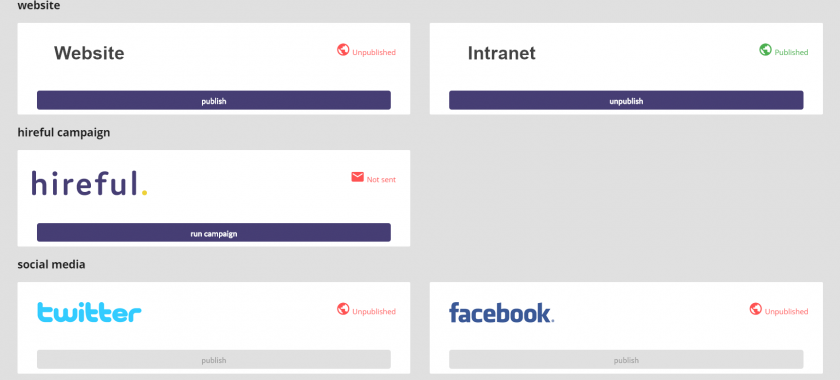 website
Website
Unpublished
Intranet
Published
publish
unpublish
hireful campaign
hireful.
Not sent
run campaign
social media
twitter
Unpublished
facebook.
Unpublished
publish
publish